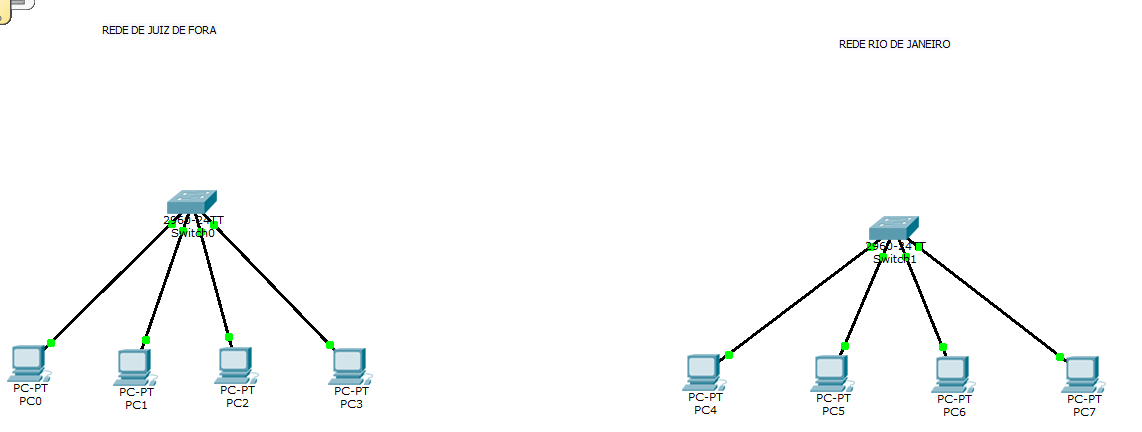 REDE DE JUIZ DE FORA
REDE RIO DE JANEIRO
2960-24TT
Switch0
2960-24TT
Switch1
PC-PT
PC0
PC-PT
PC1
PC-PT
PC2
PC-PT
PC3
PC-PT
PC4
PC-PT
PC5
PC-PT
PC6
PC-PT
PC7